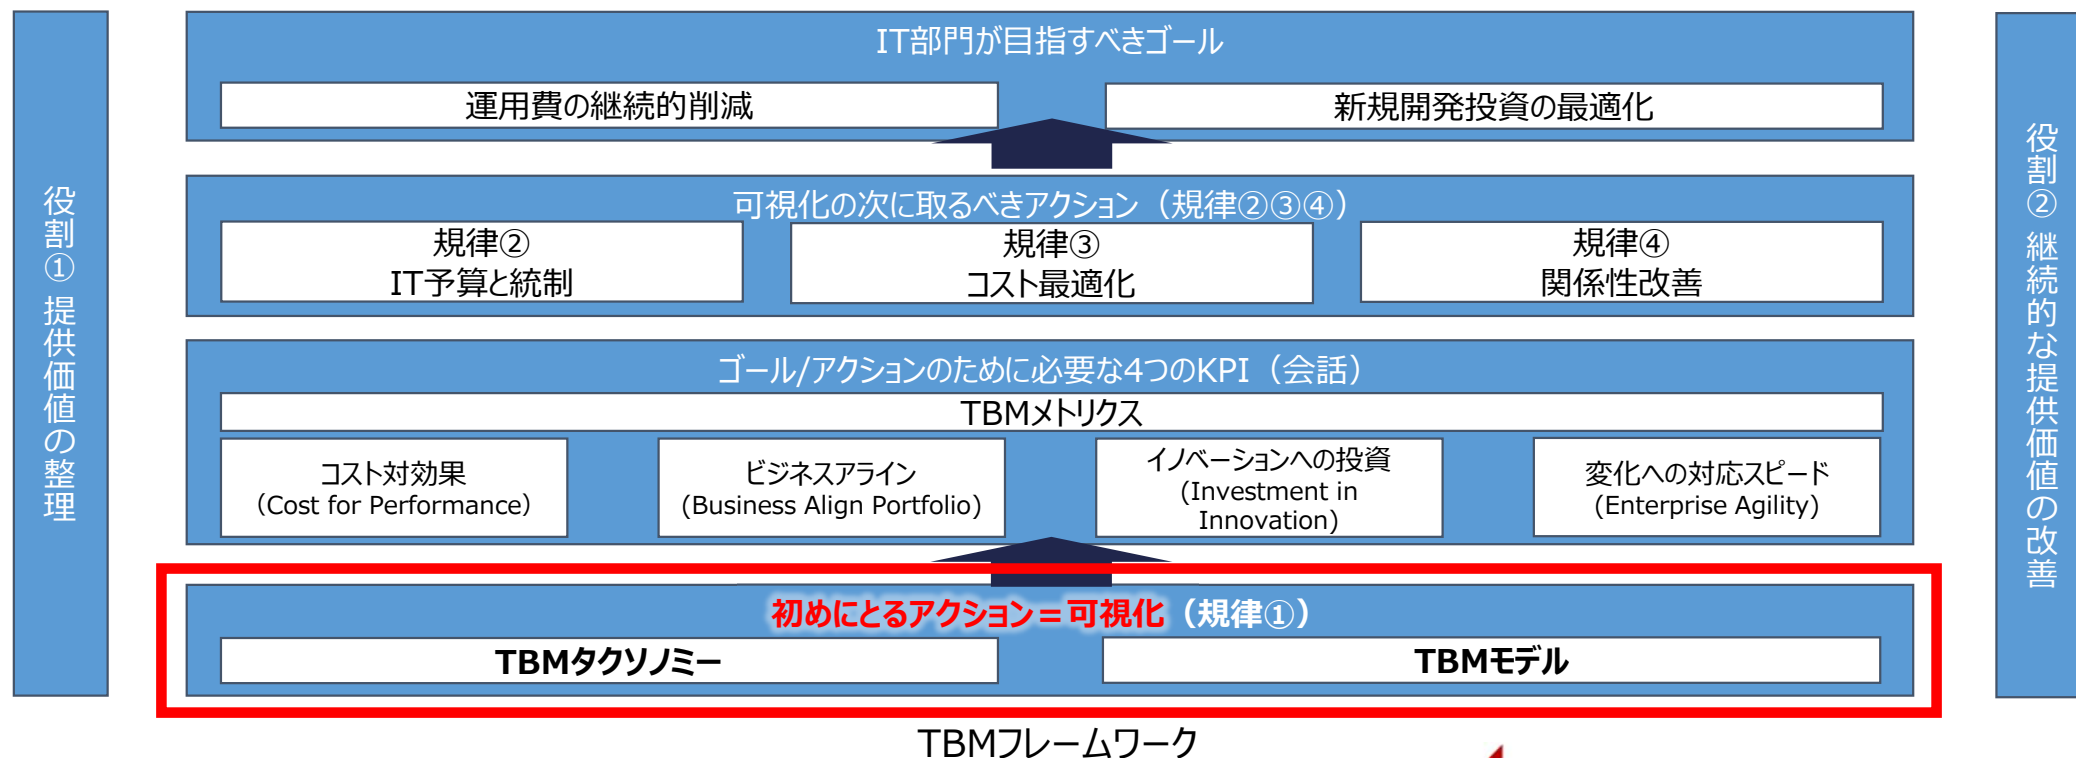 役割① 提供価値の整理
IT部門が目指すべきゴール
運用費の継続的削減
新規開発投資の最適化
可視化の次に取るべきアクション（規律②③④）
規律②
IT予算と統制
規律③
コスト最適化
規律④
関係性改善
ゴール/アクションのために必要な4つのKPI（会話）
TBMメトリクス
コスト対効果
（Cost for Performance）
ビジネスアライン
(Business Align Portfolio)
イノベーションへの投資
(Investment in
Innovation)
変化への対応スピード
(Enterprise Agility)
初めにとるアクション＝可視化（規律①）
TBMタクソノミー
TBMモデル
TBMフレームワーク
役割② 継続的な提供価値の改善